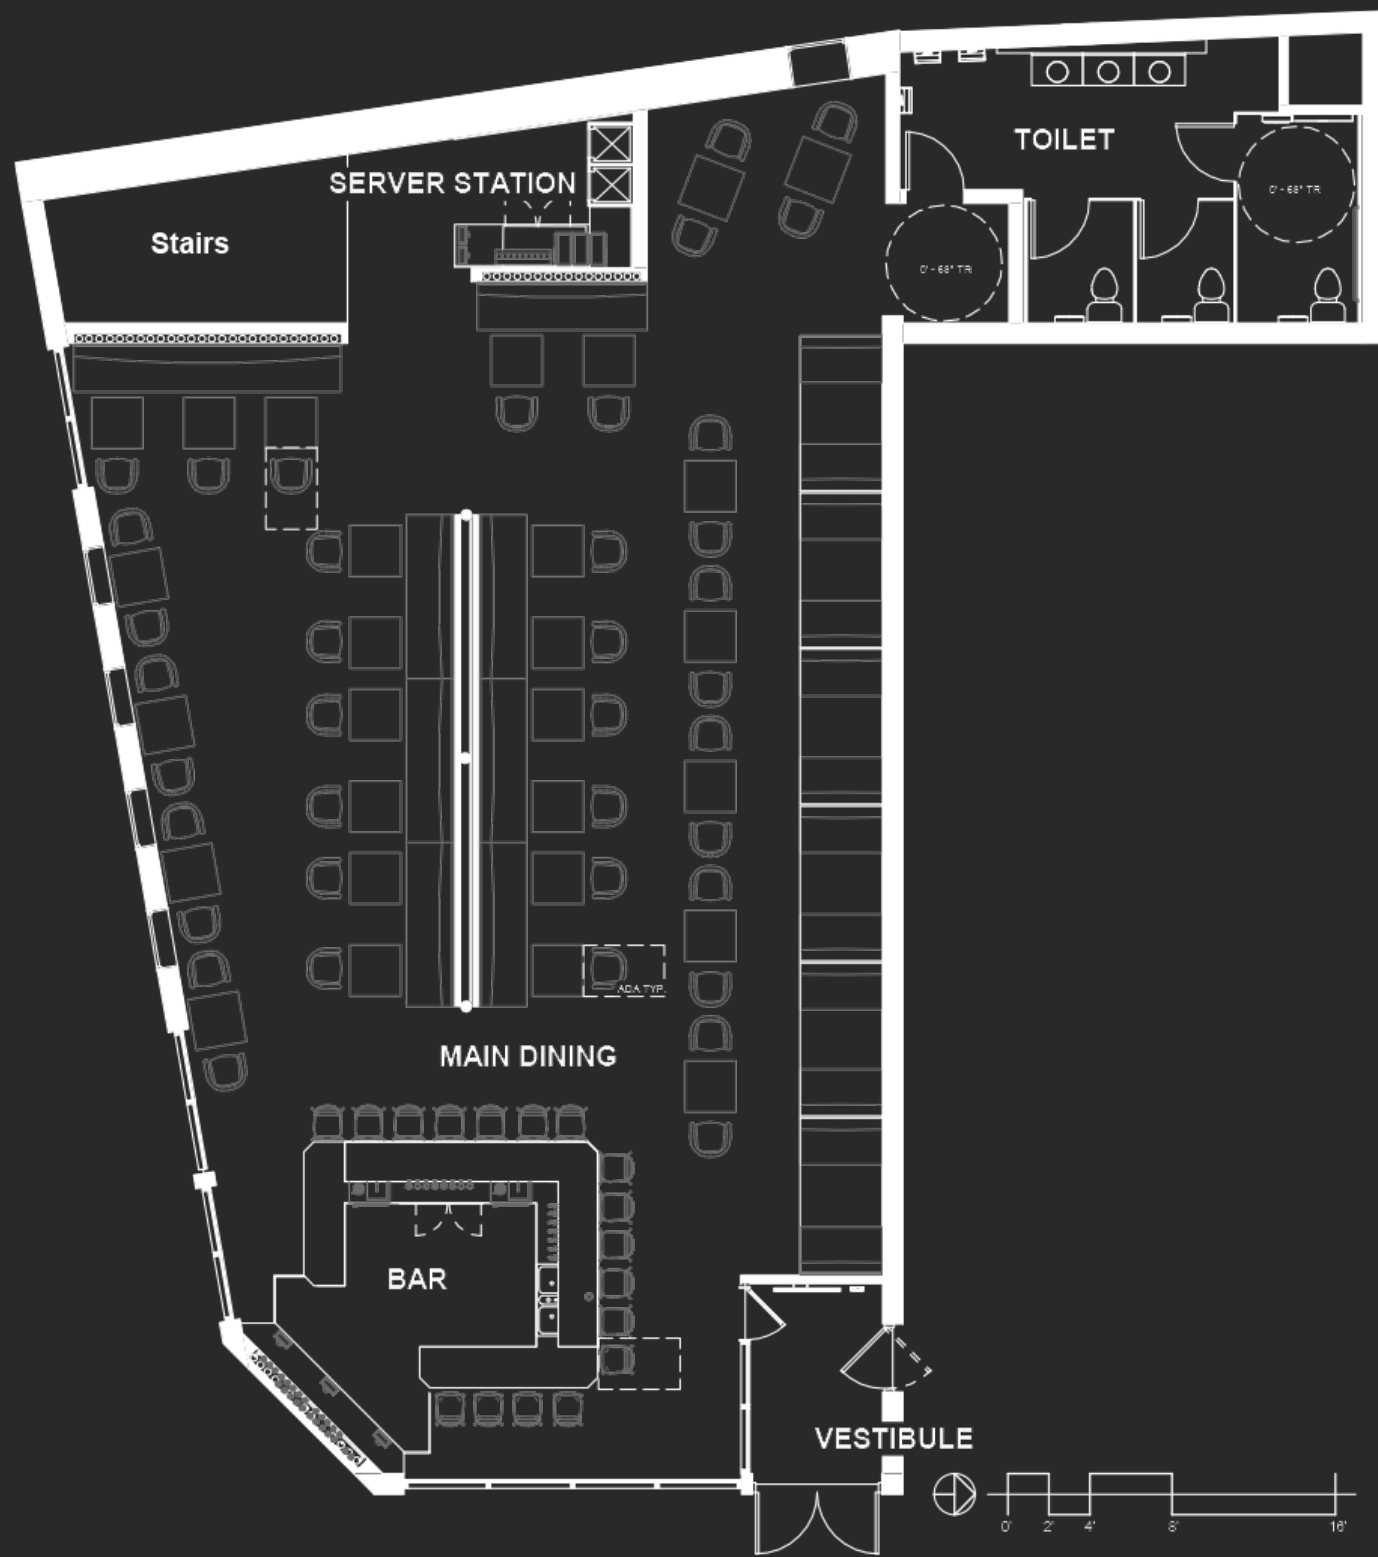 TOILET
SERVER STATION
0' - 68" TR
Stairs
0' - 68" TR
ADA TYP.
MAIN DINING
BAR
VESTIBULE
0' 2' 4' 8' 16'